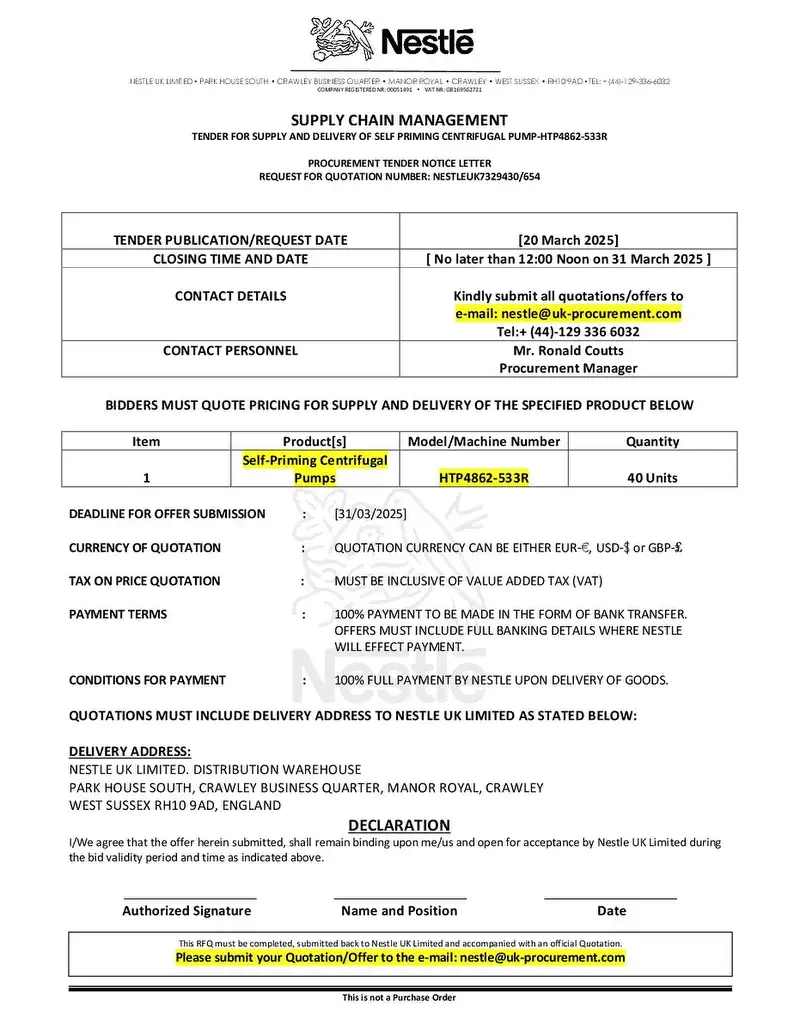 Nestlé
NESTLE UK LIMITED • PARK HOUSE SOUTH • CRAWLEY BUSINESS QUARTER • MANOR ROYAL • CRAWLEY • WEST SUSSEX • RH10 9AD •TEL: + (44)-129-336-6032
COMPANY REGISTERED NR: 00051491 • VAT NR: GB169562721
SUPPLY CHAIN MANAGEMENT
TENDER FOR SUPPLY AND DELIVERY OF SELF PRIMING CENTRIFUGAL PUMP-HTP4862-533R
PROCUREMENT TENDER NOTICE LETTER
REQUEST FOR QUOTATION NUMBER: NESTLEUK7329430/654
TENDER PUBLICATION/REQUEST DATE [20 March 2025]
CLOSING TIME AND DATE [ No later than 12:00 Noon on 31 March 2025 ]
CONTACT DETAILS Kindly submit all quotations/offers to
e-mail: nestle@uk-procurement.com
Tel:+ (44)-129 336 6032
CONTACT PERSONNEL Mr. Ronald Coutts
Procurement Manager
BIDDERS MUST QUOTE PRICING FOR SUPPLY AND DELIVERY OF THE SPECIFIED PRODUCT BELOW
Item Product[s] Model/Machine Number Quantity
Self-Priming Centrifugal
1 Pumps HTP4862-533R 40 Units
DEADLINE FOR OFFER SUBMISSION : [31/03/2025]
CURRENCY OF QUOTATION : QUOTATION CURRENCY CAN BE EITHER EUR-€, USD-$ or GBP-£
TAX ON PRICE QUOTATION : MUST BE INCLUSIVE OF VALUE ADDED TAX (VAT)
PAYMENT TERMS : 100% PAYMENT TO BE MADE IN THE FORM OF BANK TRANSFER.
OFFERS MUST INCLUDE FULL BANKING DETAILS WHERE NESTLE
WILL EFFECT PAYMENT.
Nestlé
CONDITIONS FOR PAYMENT : 100% FULL PAYMENT BY NESTLE UPON DELIVERY OF GOODS.
QUOTATIONS MUST INCLUDE DELIVERY ADDRESS TO NESTLE UK LIMITED AS STATED BELOW:
DELIVERY ADDRESS:
NESTLE UK LIMITED. DISTRIBUTION WAREHOUSE
PARK HOUSE SOUTH, CRAWLEY BUSINESS QUARTER, MANOR ROYAL, CRAWLEY
WEST SUSSEX RH10 9AD, ENGLAND
DECLARATION
I/We agree that the offer herein submitted, shall remain binding upon me/us and open for acceptance by Nestle UK Limited during
the bid validity period and time as indicated above.
Authorized Signature Name and Position Date
This RFQ must be completed, submitted back to Nestle UK Limited and accompanied with an official Quotation.
Please submit your Quotation/Offer to the e-mail: nestle@uk-procurement.com
This is not a Purchase Order